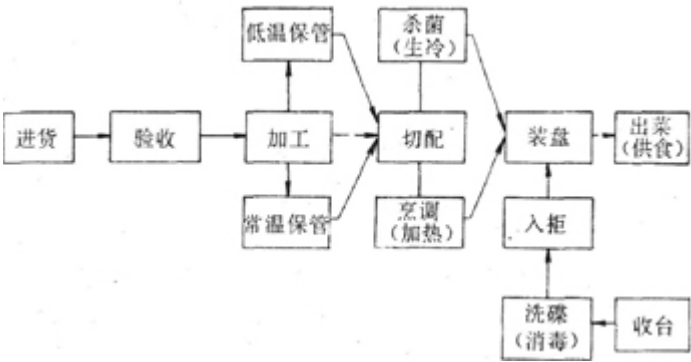 低温保管
杀菌
(生冷)
进货
验收
加工
切配
装盘
出菜
(供食)
常温保管
烹调
(加热)
入拒
洗碟
(消毒)
收台